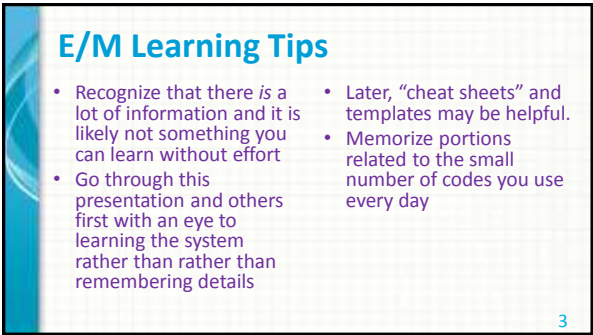 E/M Learning Tips
• Recognize that there is a
lot of information and it is
likely not something you
can learn without effort
• Go through this
presentation and others
first with an eye to
learning the system
rather than rather than
remembering details
• Later, “cheat sheets” and
templates may be helpful.
• Memorize portions
related to the small
number of codes you use
every day
3